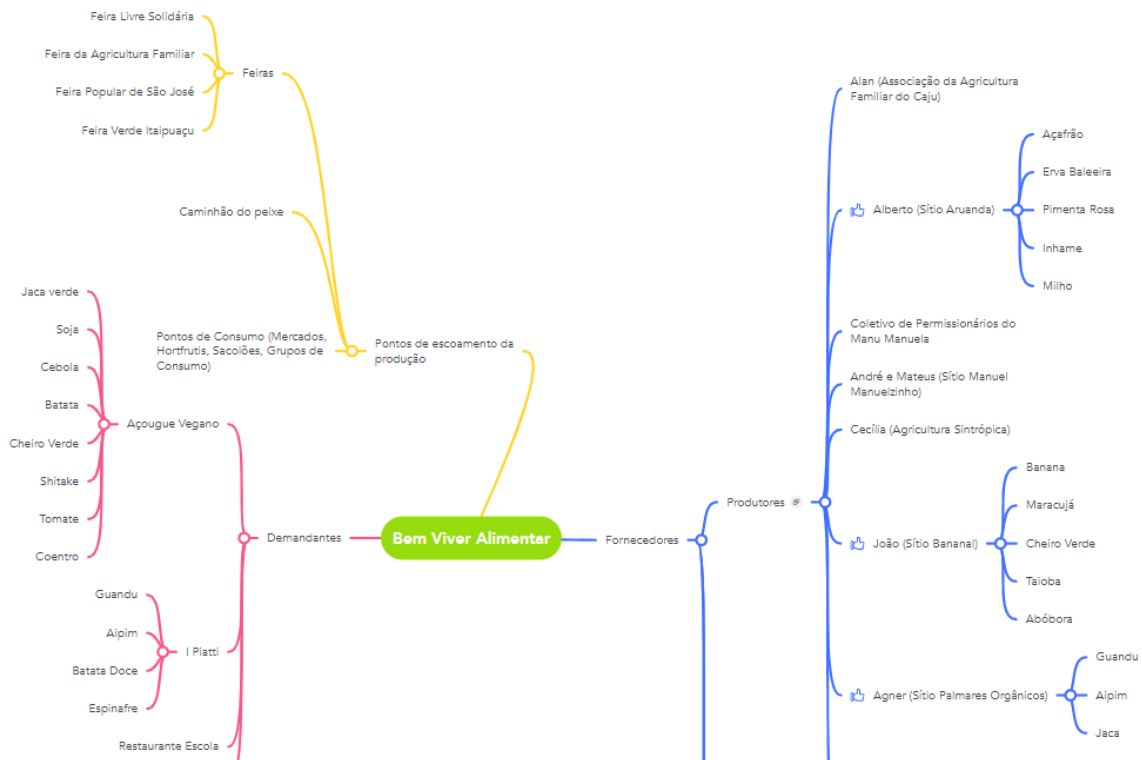 Feira Livre Solidária
Feira da Agricultura Familiar
Feiras
Feira Popular de São José
Feira Verde Itaipuaçu
Caminhão do peixe
Pontos de Consumo (Mercados,
Hortfrutis, Sacolões, Grupos de
Consumo)
Pontos de escoamento da
produção
Jaca verde
Soja
Cebola
Batata
Açougue Vegano
Cheiro Verde
Shitake
Tomate
Coentro
Demandantes
Guandu
Aipim
I Piatti
Batata Doce
Espinafre
Restaurante Escola
Bem Viver Alimentar
Fornecedores
Produtores
Alan (Associação da Agricultura
Familiar do Caju)
Alberto (Sítio Aruanda)
Açafrão
Erva Baleeira
Pimenta Rosa
Inhame
Milho
Coletivo de Permissionários do
Manu Manuela
André e Mateus (Sítio Manuel
Manuelzinho)
Cecília (Agricultura Sintrópica)
João (Sítio Bananal)
Banana
Maracujá
Cheiro Verde
Taioba
Abóbora
Agner (Sítio Palmares Orgânicos)
Guandu
Aipim
Jaca